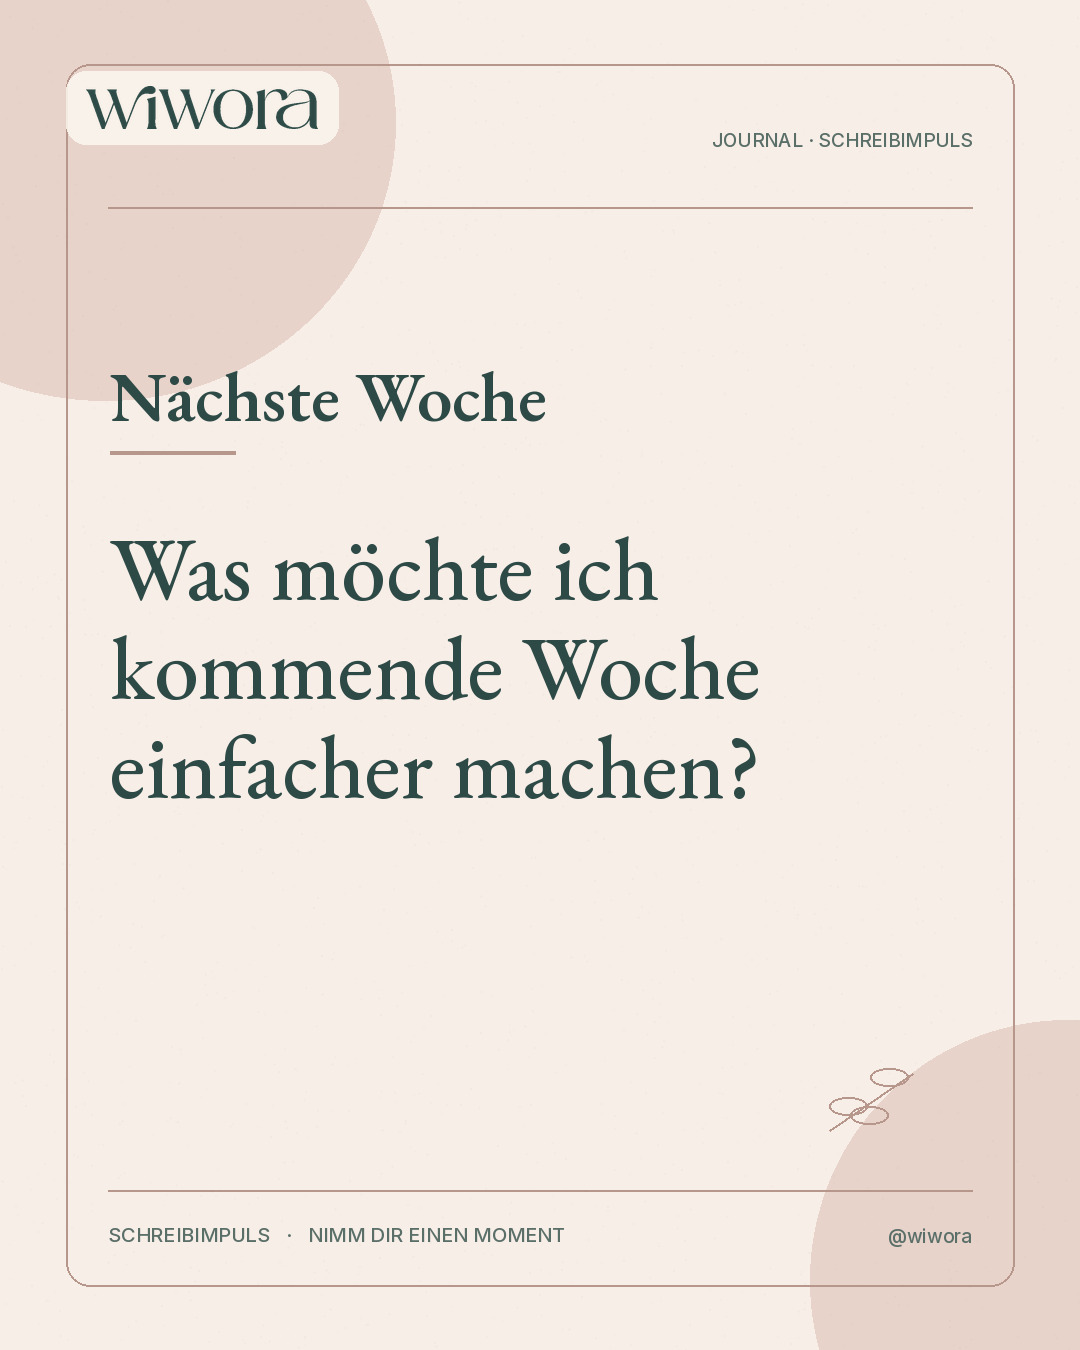 wiwora
JOURNAL · SCHREIBIMPULS
Nächste Woche
Was möchte ich
kommende Woche
einfacher machen?
SCHREIBIMPULS · NIMM DIR EINEN MOMENT
@wiwora